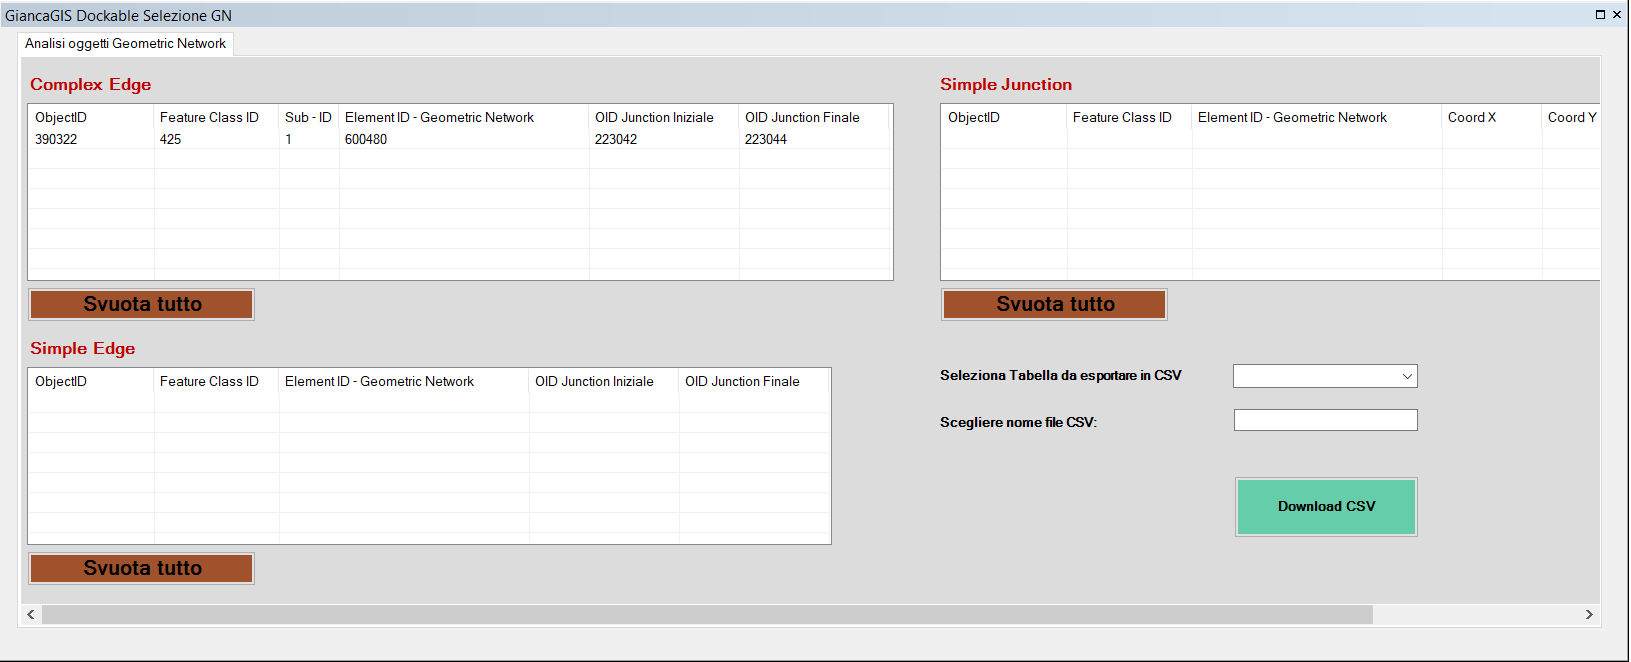 GiancaGIS Dockable Selezione GN
Analisi oggetti Geometric Network
Complex Edge
ObjectID Feature Class ID Sub - ID Element ID - Geometric Network OID Junction Iniziale OID Junction Finale
390322 425 1 600480 223042 223044
Svuota tutto
Simple Edge
ObjectID Feature Class ID Element ID - Geometric Network OID Junction Iniziale OID Junction Finale
Svuota tutto
Simple Junction
ObjectID Feature Class ID Element ID - Geometric Network Coord X Coord Y
Svuota tutto
Seleziona Tabella da esportare in CSV
Scegliere nome file CSV:
Download CSV